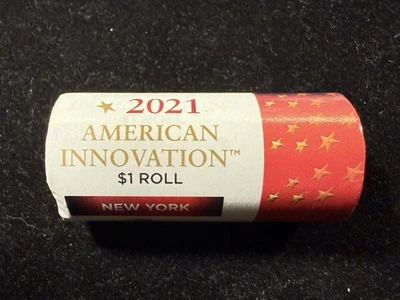 2021
AMERICAN
INNOVATION™
$1 ROLL
NEW YORK